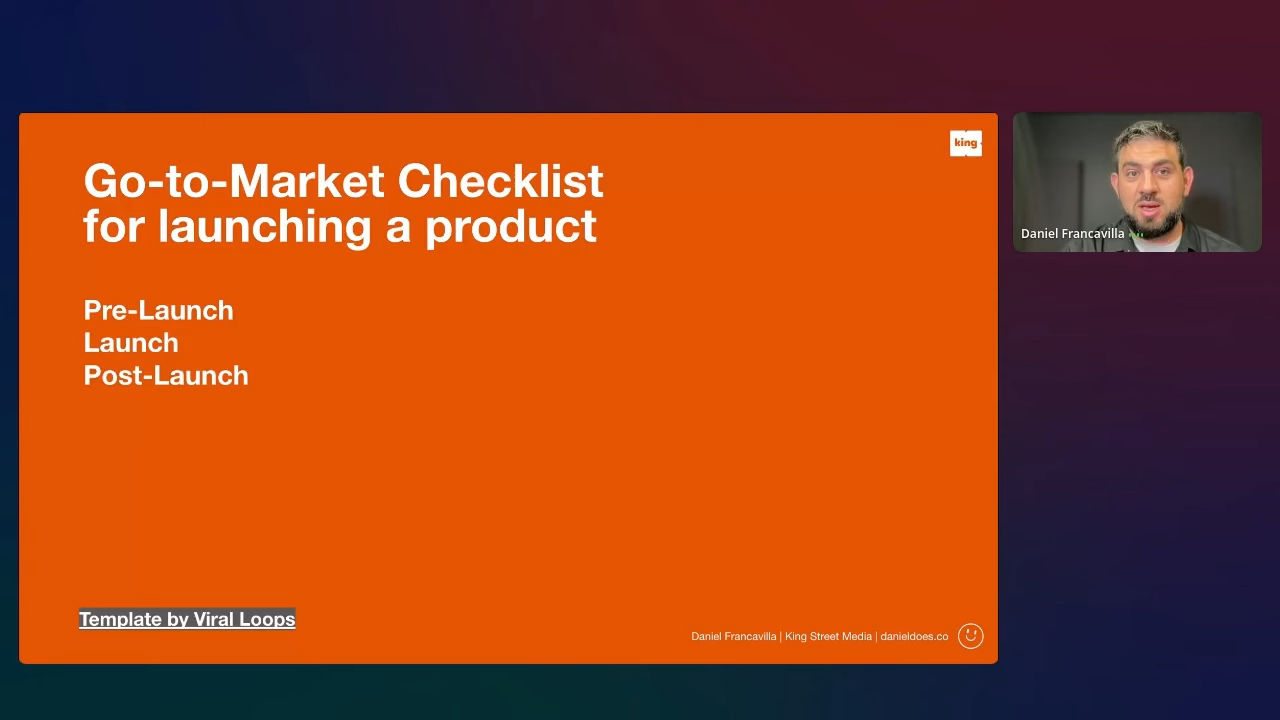 king
Go-to-Market Checklist
for launching a product
Pre-Launch
Launch
Post-Launch
Template by Viral Loops
Daniel Francavilla | King Street Media | danieldoes.co
Daniel Francavilla